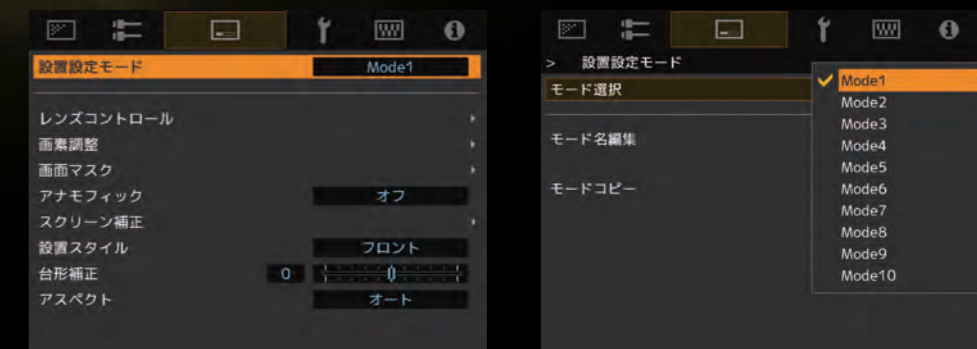 設置設定モード Mode1
レンズコントロール
画素調整
画面マスク
アナモフィック オフ
スクリーン補正
設置スタイル フロント
台形補正 0 0
アスペクト オート
> 設置設定モード
モード選択
モード名編集
モードコピー
Mode1
Mode2
Mode3
Mode4
Mode5
Mode6
Mode7
Mode8
Mode9
Mode10